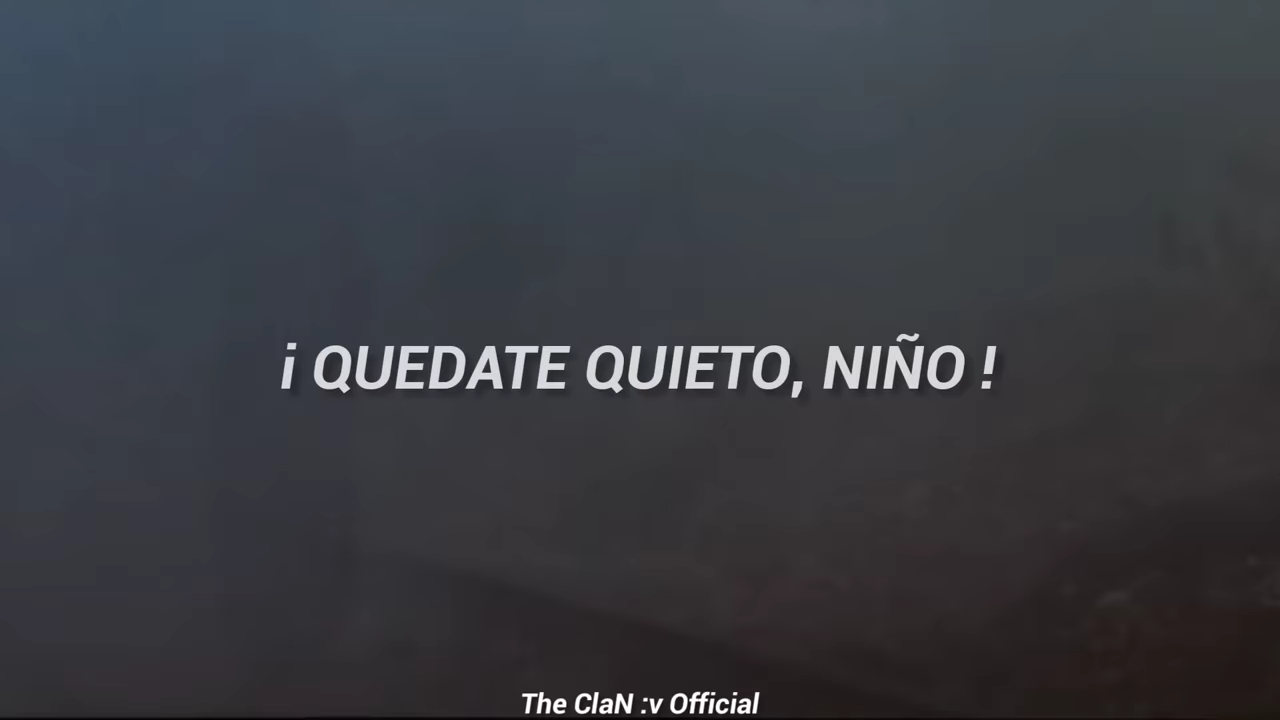 ¡ QUEDATE QUIETO, NIÑO !
The ClaN :v Official